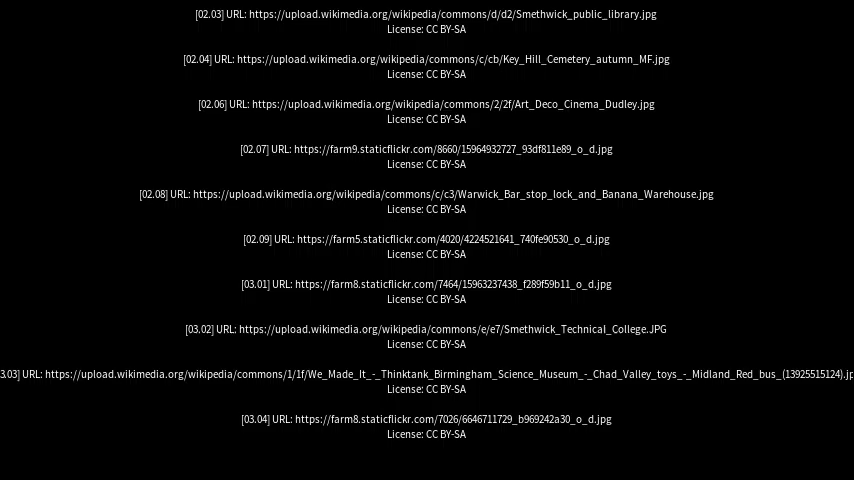 [02.03] URL: https://upload.wikimedia.org/wikipedia/commons/d/d2/Smethwick_public_library.jpg
License: CC BY-SA
[02.04] URL: https://upload.wikimedia.org/wikipedia/commons/c/cb/Key_Hill_Cemetery_autumn_MF.jpg
License: CC BY-SA
[02.06] URL: https://upload.wikimedia.org/wikipedia/commons/2/2f/Art_Deco_Cinema_Dudley.jpg
License: CC BY-SA
[02.07] URL: https://farm9.staticflickr.com/8660/15964932727_93df811e89_o_d.jpg
License: CC BY-SA
[02.08] URL: https://upload.wikimedia.org/wikipedia/commons/c/c3/Warwick_Bar_stop_lock_and_Banana_Warehouse.jpg
License: CC BY-SA
[02.09] URL: https://farm5.staticflickr.com/4020/4224521641_740fe90530_o_d.jpg
License: CC BY-SA
[03.01] URL: https://farm8.staticflickr.com/7464/15963237438_f289f59b11_o_d.jpg
License: CC BY-SA
[03.02] URL: https://upload.wikimedia.org/wikipedia/commons/e/e7/Smethwick_Technical_College.JPG
License: CC BY-SA
3.03] URL: https://upload.wikimedia.org/wikipedia/commons/1/1f/We_Made_It_-_Thinktank_Birmingham_Science_Museum_-_Chad_Valley_toys_-_Midland_Red_bus_(13925515124).jp
License: CC BY-SA
[03.04] URL: https://farm8.staticflickr.com/7026/6646711729_b969242a30_o_d.jpg
License: CC BY-SA